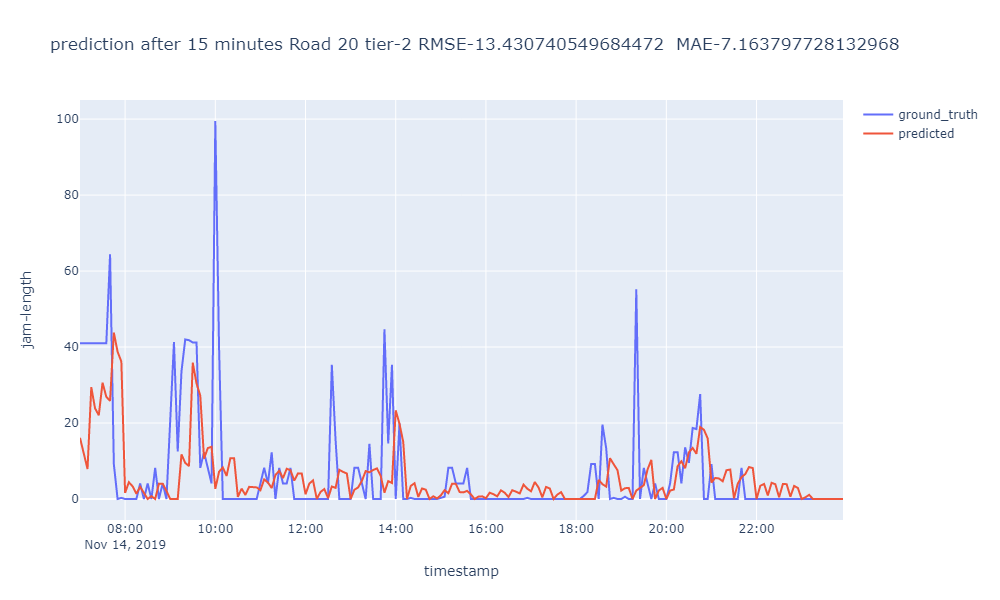 prediction after 15 minutes Road 20 tier-2 RMSE-13.430740549684472  MAE-7.163797728132968
ground_truth
predicted
100
80
60
40
20
0
jam-length
08:00 10:00 12:00 14:00 16:00 18:00 20:00 22:00
Nov 14, 2019
timestamp